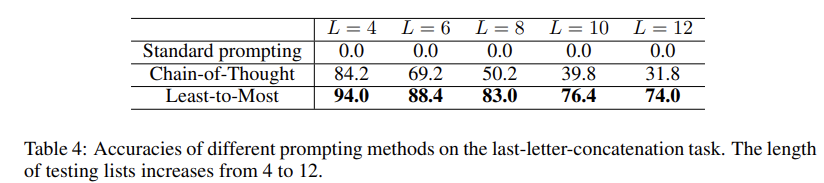 L = 4 L = 6 L = 8 L = 10 L = 12
Standard prompting 0.0 0.0 0.0 0.0 0.0
Chain-of-Thought 84.2 69.2 50.2 39.8 31.8
Least-to-Most 94.0 88.4 83.0 76.4 74.0
Table 4: Accuracies of different prompting methods on the last-letter-concatenation task. The length
of testing lists increases from 4 to 12.